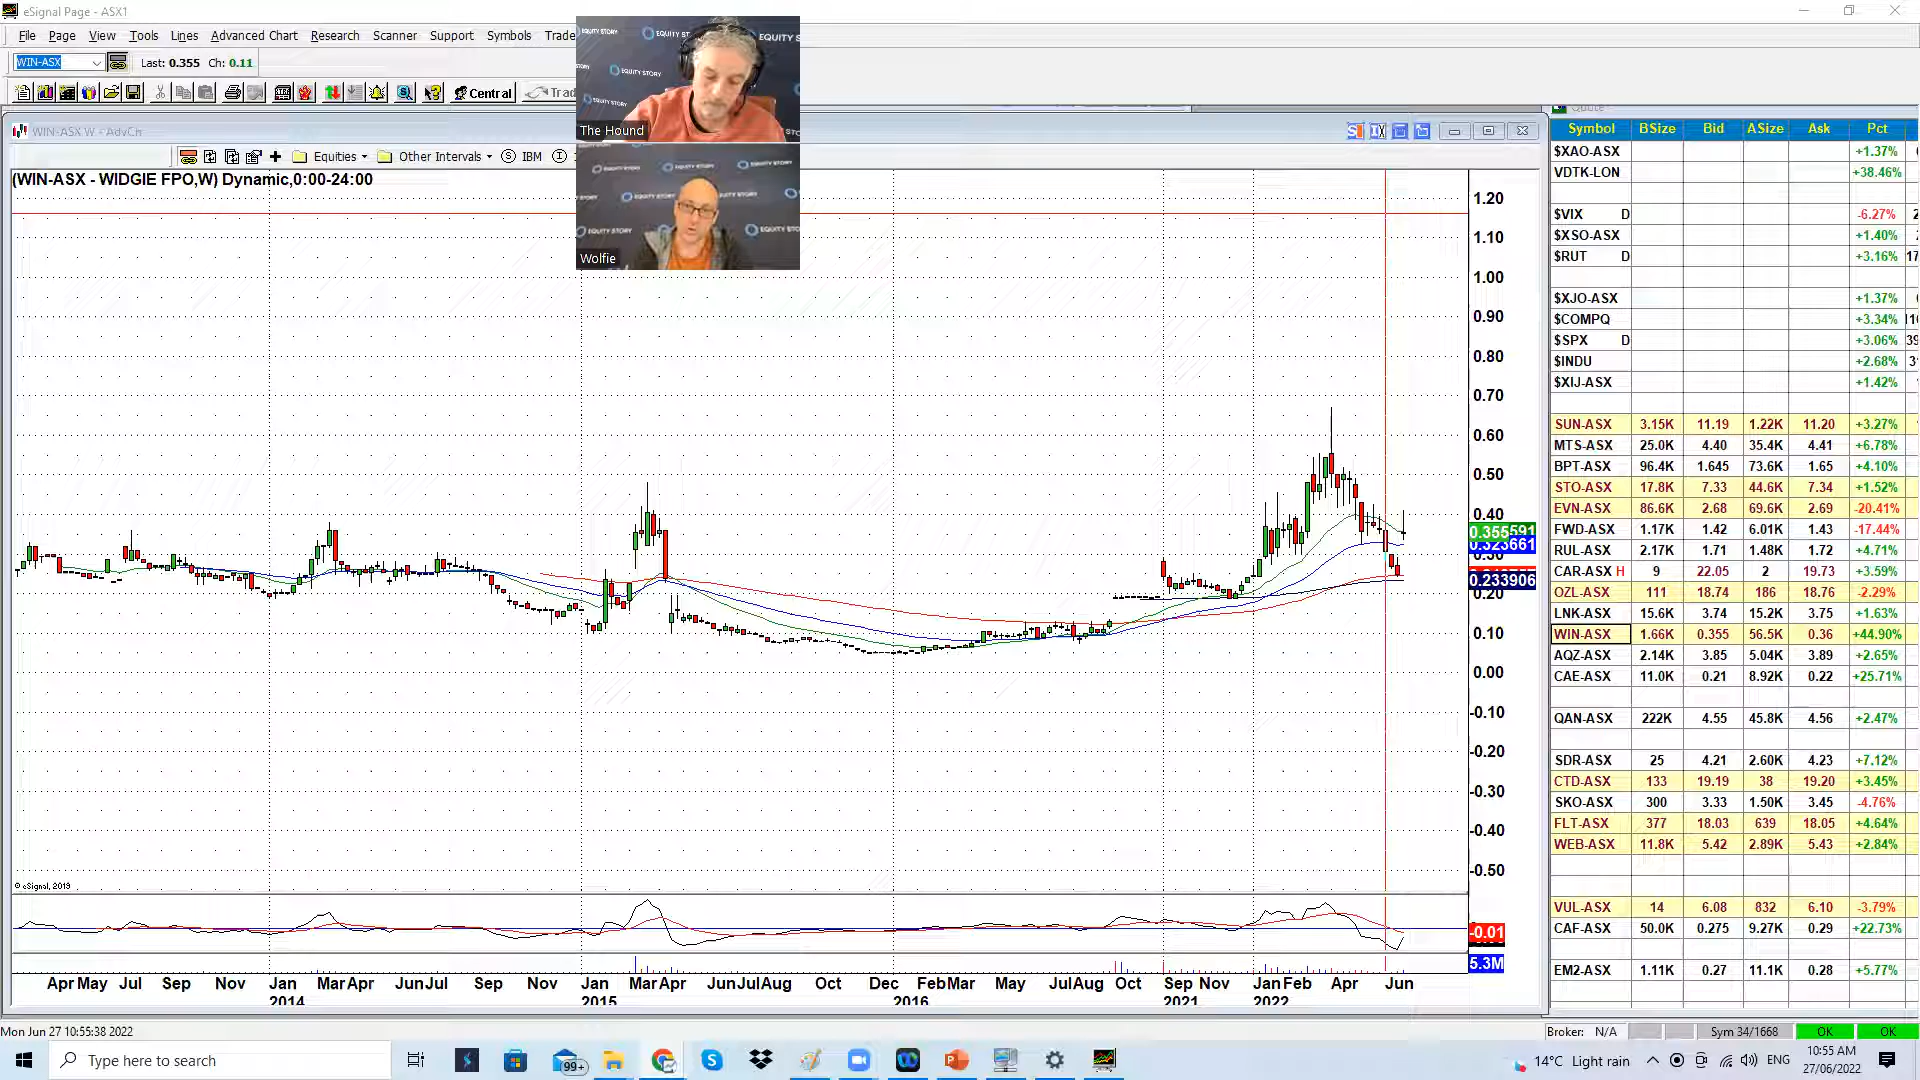 eSignal Page - ASX1
File Page View Tools Lines Advanced Chart Research Scanner Support Symbols Trade
WIN-ASX Last: 0.355 Ch: 0.11
Central Trad
WIN-ASX W - AdvCh
Equities Other Intervals S IBM I
(WIN-ASX - WIDGIE FPO,W) Dynamic,0:00-24:00
EQUITY STORY
The Hound
EQUITY STORY
Wolfie
1.20
1.10
1.00
0.90
0.80
0.70
0.60
0.50
0.40
0.355591
0.323661
0.30
0.233906
0.20
0.10
0.00
-0.10
-0.20
-0.30
-0.40
-0.50
© eSignal, 2019
-0.01
5.3M
Apr May Jul Sep Nov Jan Mar Apr Jun Jul Sep Nov Jan Mar Apr Jun Jul Aug Oct Dec Feb Mar May Jul Aug Oct Sep Nov Jan Feb Apr Jun
2014 2015 2016 2021 2022
Symbol BSize Bid ASize Ask Pct
$XAO-ASX +1.37%
VDTK-LON +38.46%
$VIX D -6.27%
$XSO-ASX +1.40%
$RUT D +3.16% 17
$XJO-ASX +1.37%
$COMPQ +3.34%
$SPX D +3.06% 39
$INDU +2.68%
$XIJ-ASX +1.42%
SUN-ASX 3.15K 11.19 1.22K 11.20 +3.27%
MTS-ASX 25.0K 4.40 35.4K 4.41 +6.78%
BPT-ASX 96.4K 1.645 73.6K 1.65 +4.10%
STO-ASX 17.8K 7.33 44.6K 7.34 +1.52%
EVN-ASX 86.6K 2.68 69.6K 2.69 -20.41%
FWD-ASX 1.17K 1.42 6.01K 1.43 -17.44%
RUL-ASX 2.17K 1.71 1.48K 1.72 +4.71%
CAR-ASX H 9 22.05 2 19.73 +3.59%
OZL-ASX 111 18.74 186 18.76 -2.29%
LNK-ASX 15.6K 3.74 15.2K 3.75 +1.63%
WIN-ASX 1.66K 0.355 56.5K 0.36 +44.90%
AQZ-ASX 2.14K 3.85 5.04K 3.89 +2.65%
CAE-ASX 11.0K 0.21 8.92K 0.22 +25.71%
QAN-ASX 222K 4.55 45.8K 4.56 +2.47%
SDR-ASX 25 4.21 2.60K 4.23 +7.12%
CTD-ASX 133 19.19 38 19.20 +3.45%
SKO-ASX 300 3.33 1.50K 3.45 -4.76%
FLT-ASX 377 18.03 639 18.05 +4.64%
WEB-ASX 11.8K 5.42 2.89K 5.43 +2.84%
VUL-ASX 14 6.08 832 6.10 -3.79%
CAF-ASX 50.0K 0.275 9.27K 0.29 +22.73%
EM2-ASX 1.11K 0.27 11.1K 0.28 +5.77%
Mon Jun 27 10:55:38 2022
Broker: N/A Sym 34/1668 OK OK
Type here to search
99+
14°C Light rain ENG 10:55 AM
27/06/2022